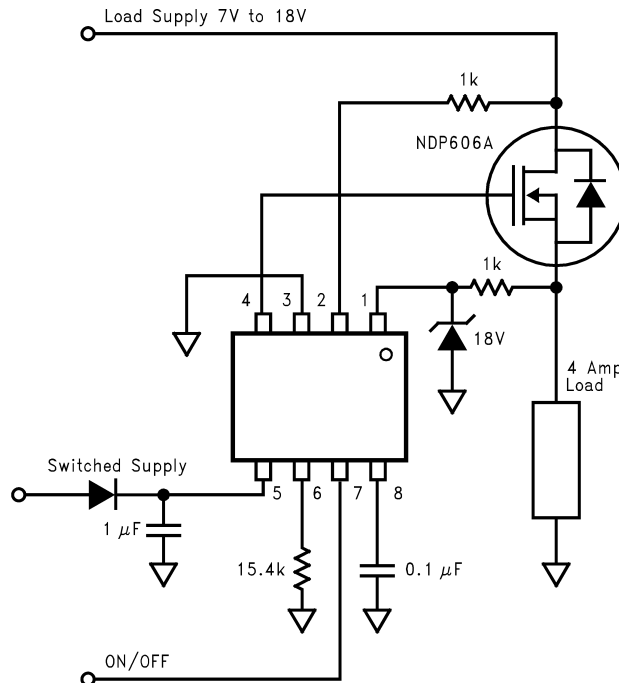 Load Supply 7V to 18V
1k
NDP606A
1k
4 3 2 1
18V
4 Amp
Load
Switched Supply
5 6 7 8
1 μF
15.4k
0.1 μF
ON/OFF